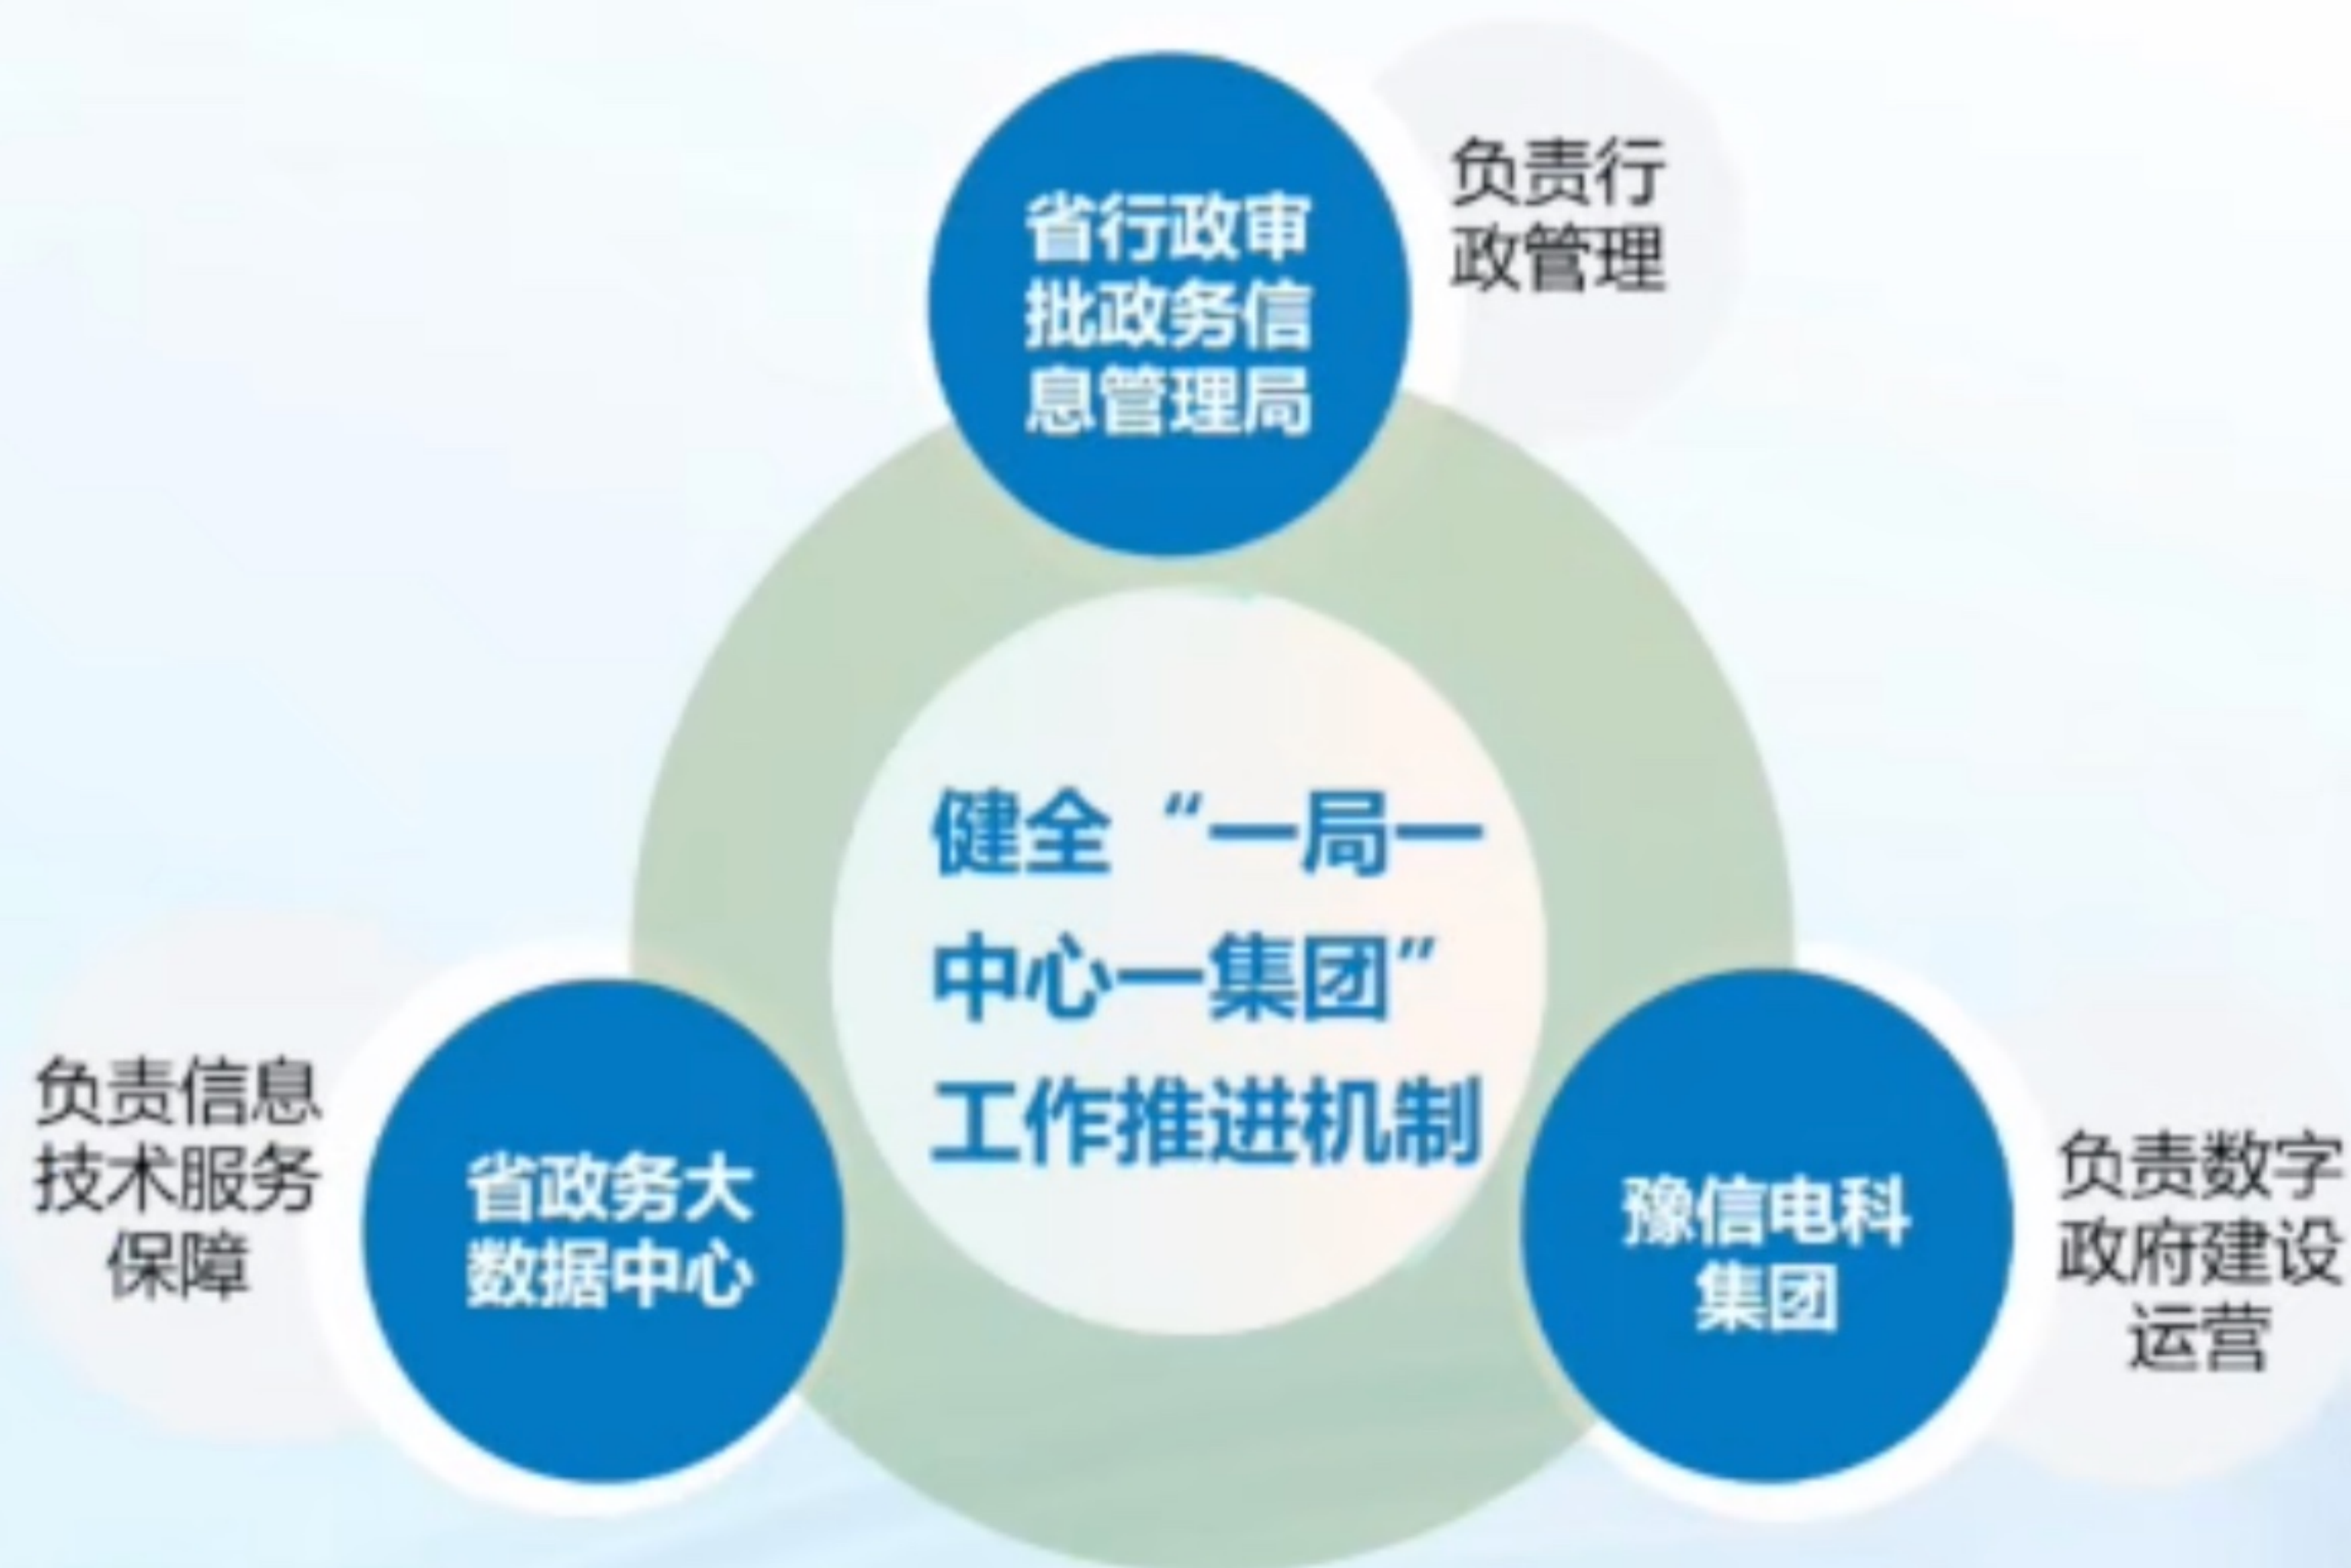 省行政审
批政务信
息管理局
负责行
政管理
健全“一局一
中心一集团”
工作推进机制
负责信息
技术服务
保障
省政务大
数据中心
豫信电科
集团
负责数字
政府建设
运营